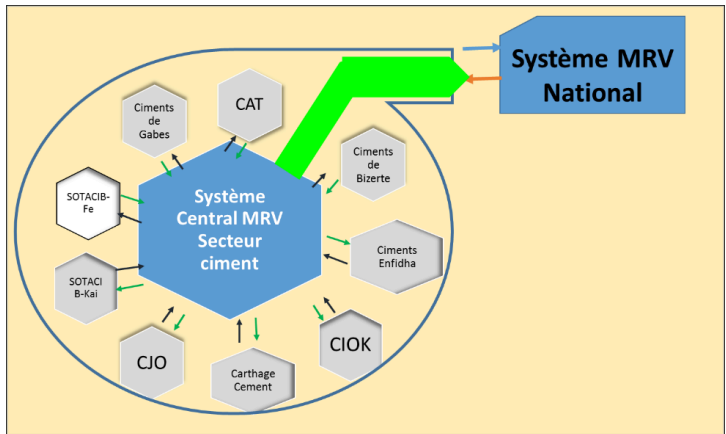 Système MRV
National
CAT
Ciments
de
Gabes
Ciments
de
Bizerte
Système
Central MRV
Secteur
ciment
SOTACIB-
Fe
Ciments
Enfidha
SOTACI
B-Kai
CJO
Carthage
Cement
CIOK